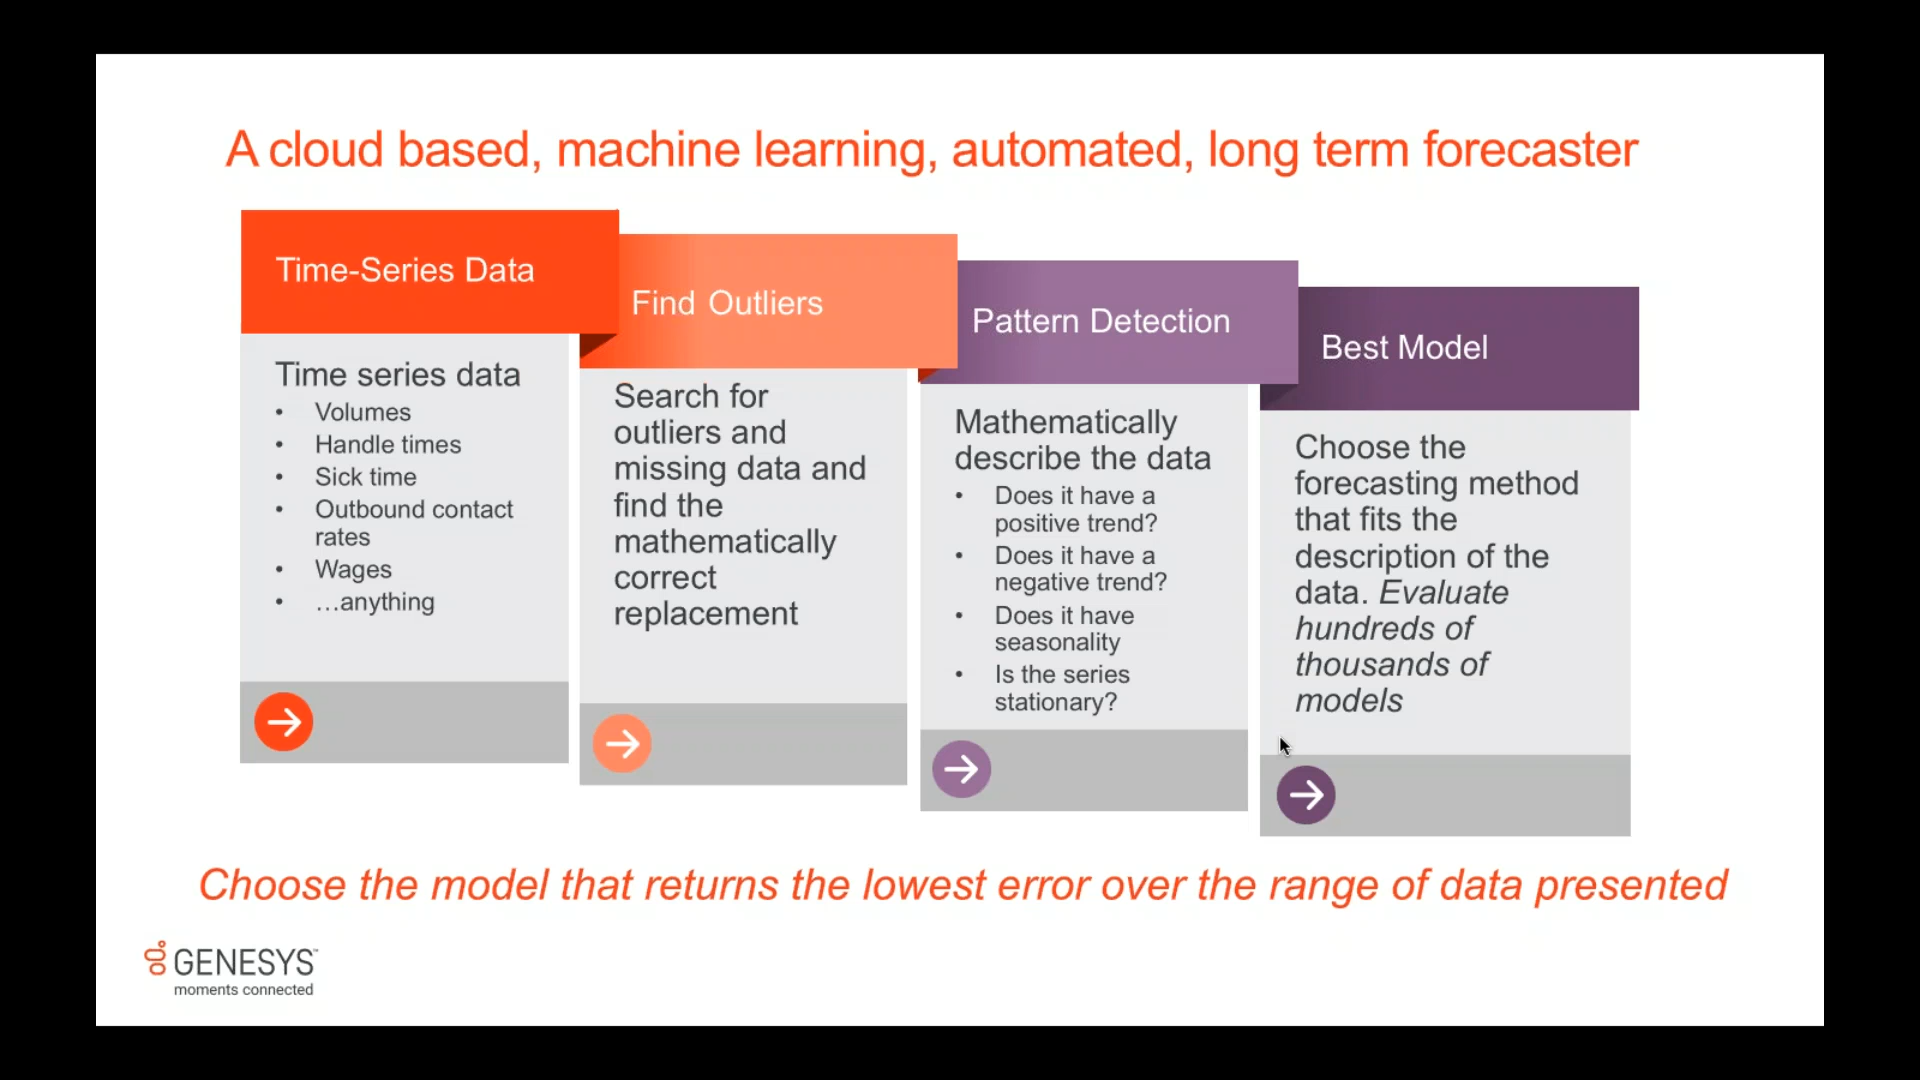 A cloud based, machine learning, automated, long term forecaster
Time-Series Data
Time series data
• Volumes
• Handle times
• Sick time
• Outbound contact
rates
• Wages
• …anything
Find Outliers
Search for
outliers and
missing data and
find the
mathematically
correct
replacement
Pattern Detection
Mathematically
describe the data
• Does it have a
positive trend?
• Does it have a
negative trend?
• Does it have
seasonality
• Is the series
stationary?
Best Model
Choose the
forecasting method
that fits the
description of the
data. Evaluate
hundreds of
thousands of
models
Choose the model that returns the lowest error over the range of data presented
GENESYS™
moments connected